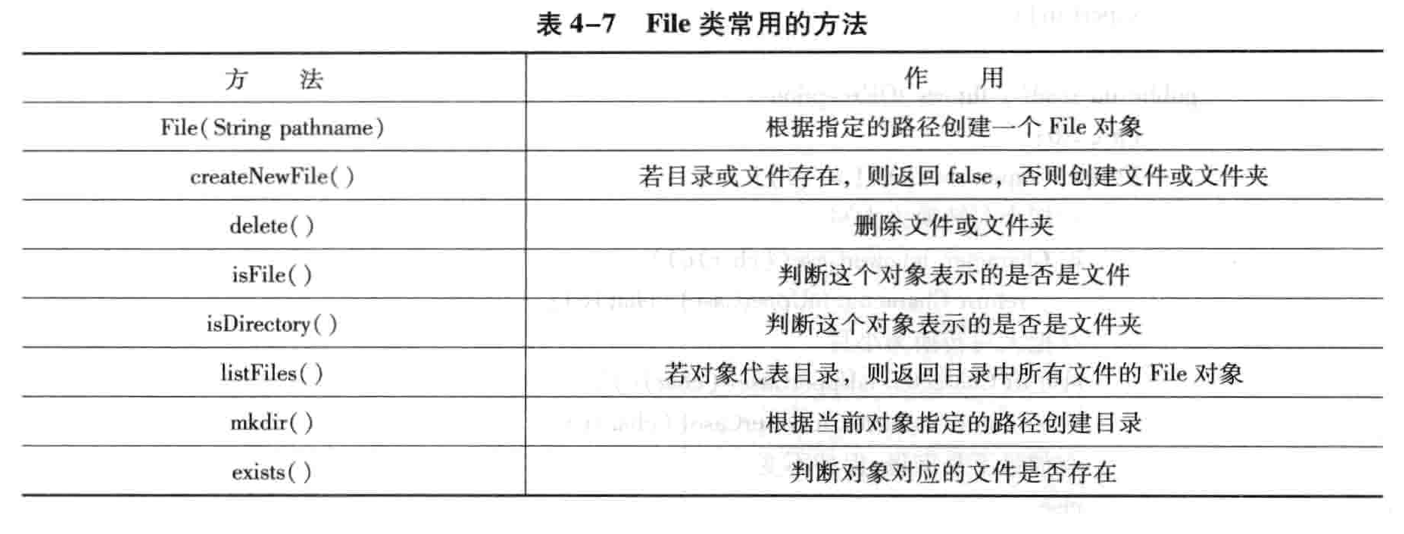 表 4-7 File 类常用的方法
方 法 作 用
File( String pathname) 根据指定的路径创建一个 File 对象
createNewFile( ) 若目录或文件存在，则返回 false，否则创建文件或文件夹
delete( ) 删除文件或文件夹
isFile( ) 判断这个对象表示的是否是文件
isDirectory( ) 判断这个对象表示的是否是文件夹
listFiles( ) 若对象代表目录，则返回目录中所有文件的 File 对象
mkdir( ) 根据当前对象指定的路径创建目录
exists( ) 判断对象对应的文件是否存在